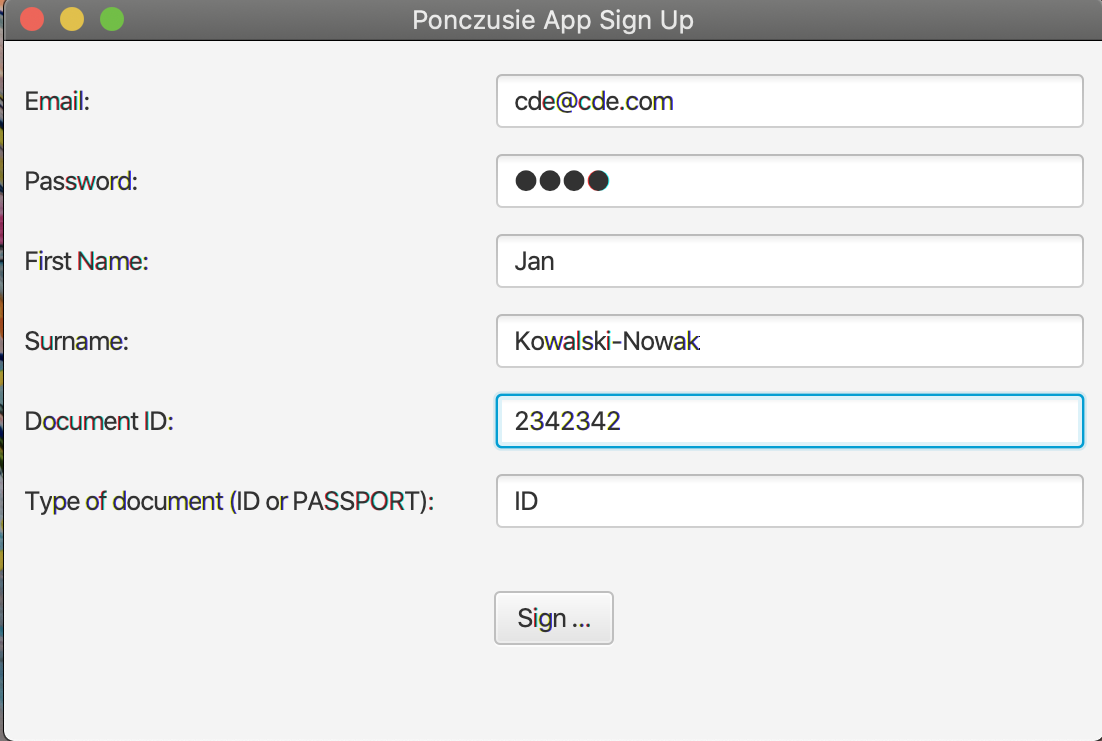 Ponczusie App Sign Up
Email: cde@cde.com
Password: ●●●●
First Name: Jan
Surname: Kowalski-Nowak
Document ID: 2342342
Type of document (ID or PASSPORT): ID
Sign ...